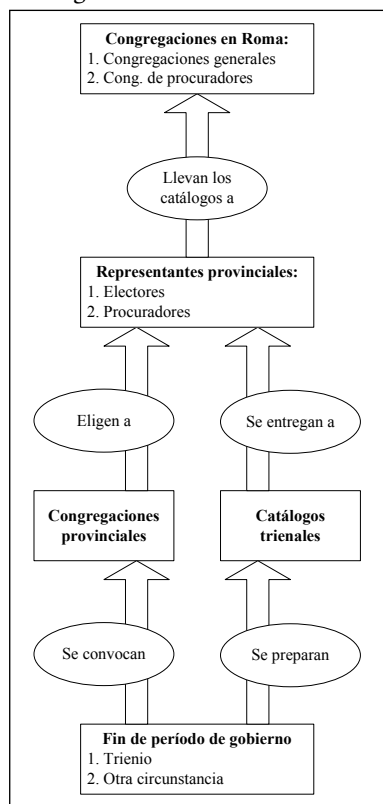 Congregaciones en Roma:
1. Congregaciones generales
2. Cong. de procuradores
Llevan los
catálogos a
Representantes provinciales:
1. Electores
2. Procuradores
Eligen a
Se entregan a
Congregaciones
provinciales
Catálogos
trienales
Se convocan
Se preparan
Fin de período de gobierno
1. Trienio
2. Otra circunstancia